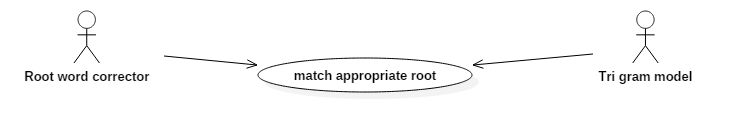 match appropriate root
Root word corrector
Tri gram model